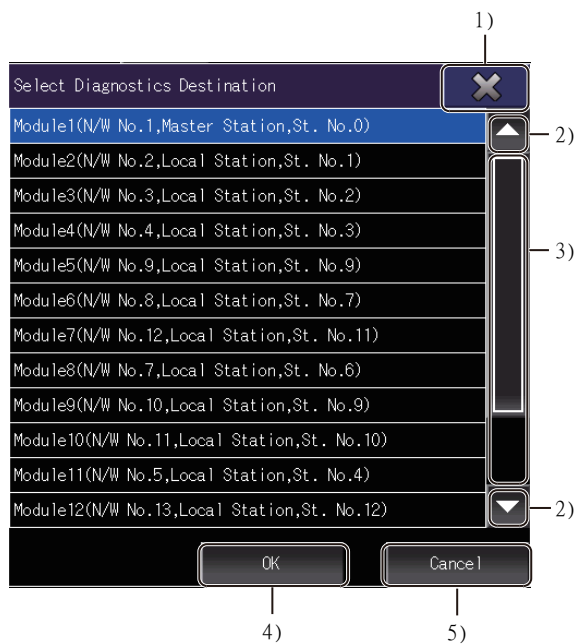 1)
Select Diagnostics Destination
Module1(N/W No.1,Master Station,St. No.0)
2)
Module2(N/W No.2,Local Station,St. No.1)
Module3(N/W No.3,Local Station,St. No.2)
Module4(N/W No.4,Local Station,St. No.3)
3)
Module5(N/W No.9,Local Station,St. No.9)
Module6(N/W No.8,Local Station,St. No.7)
Module7(N/W No.12,Local Station,St. No.11)
Module8(N/W No.7,Local Station,St. No.6)
Module9(N/W No.10,Local Station,St. No.9)
Module10(N/W No.11,Local Station,St. No.10)
Module11(N/W No.5,Local Station,St. No.4)
Module12(N/W No.13,Local Station,St. No.12)
2)
OK Cancel
4) 5)